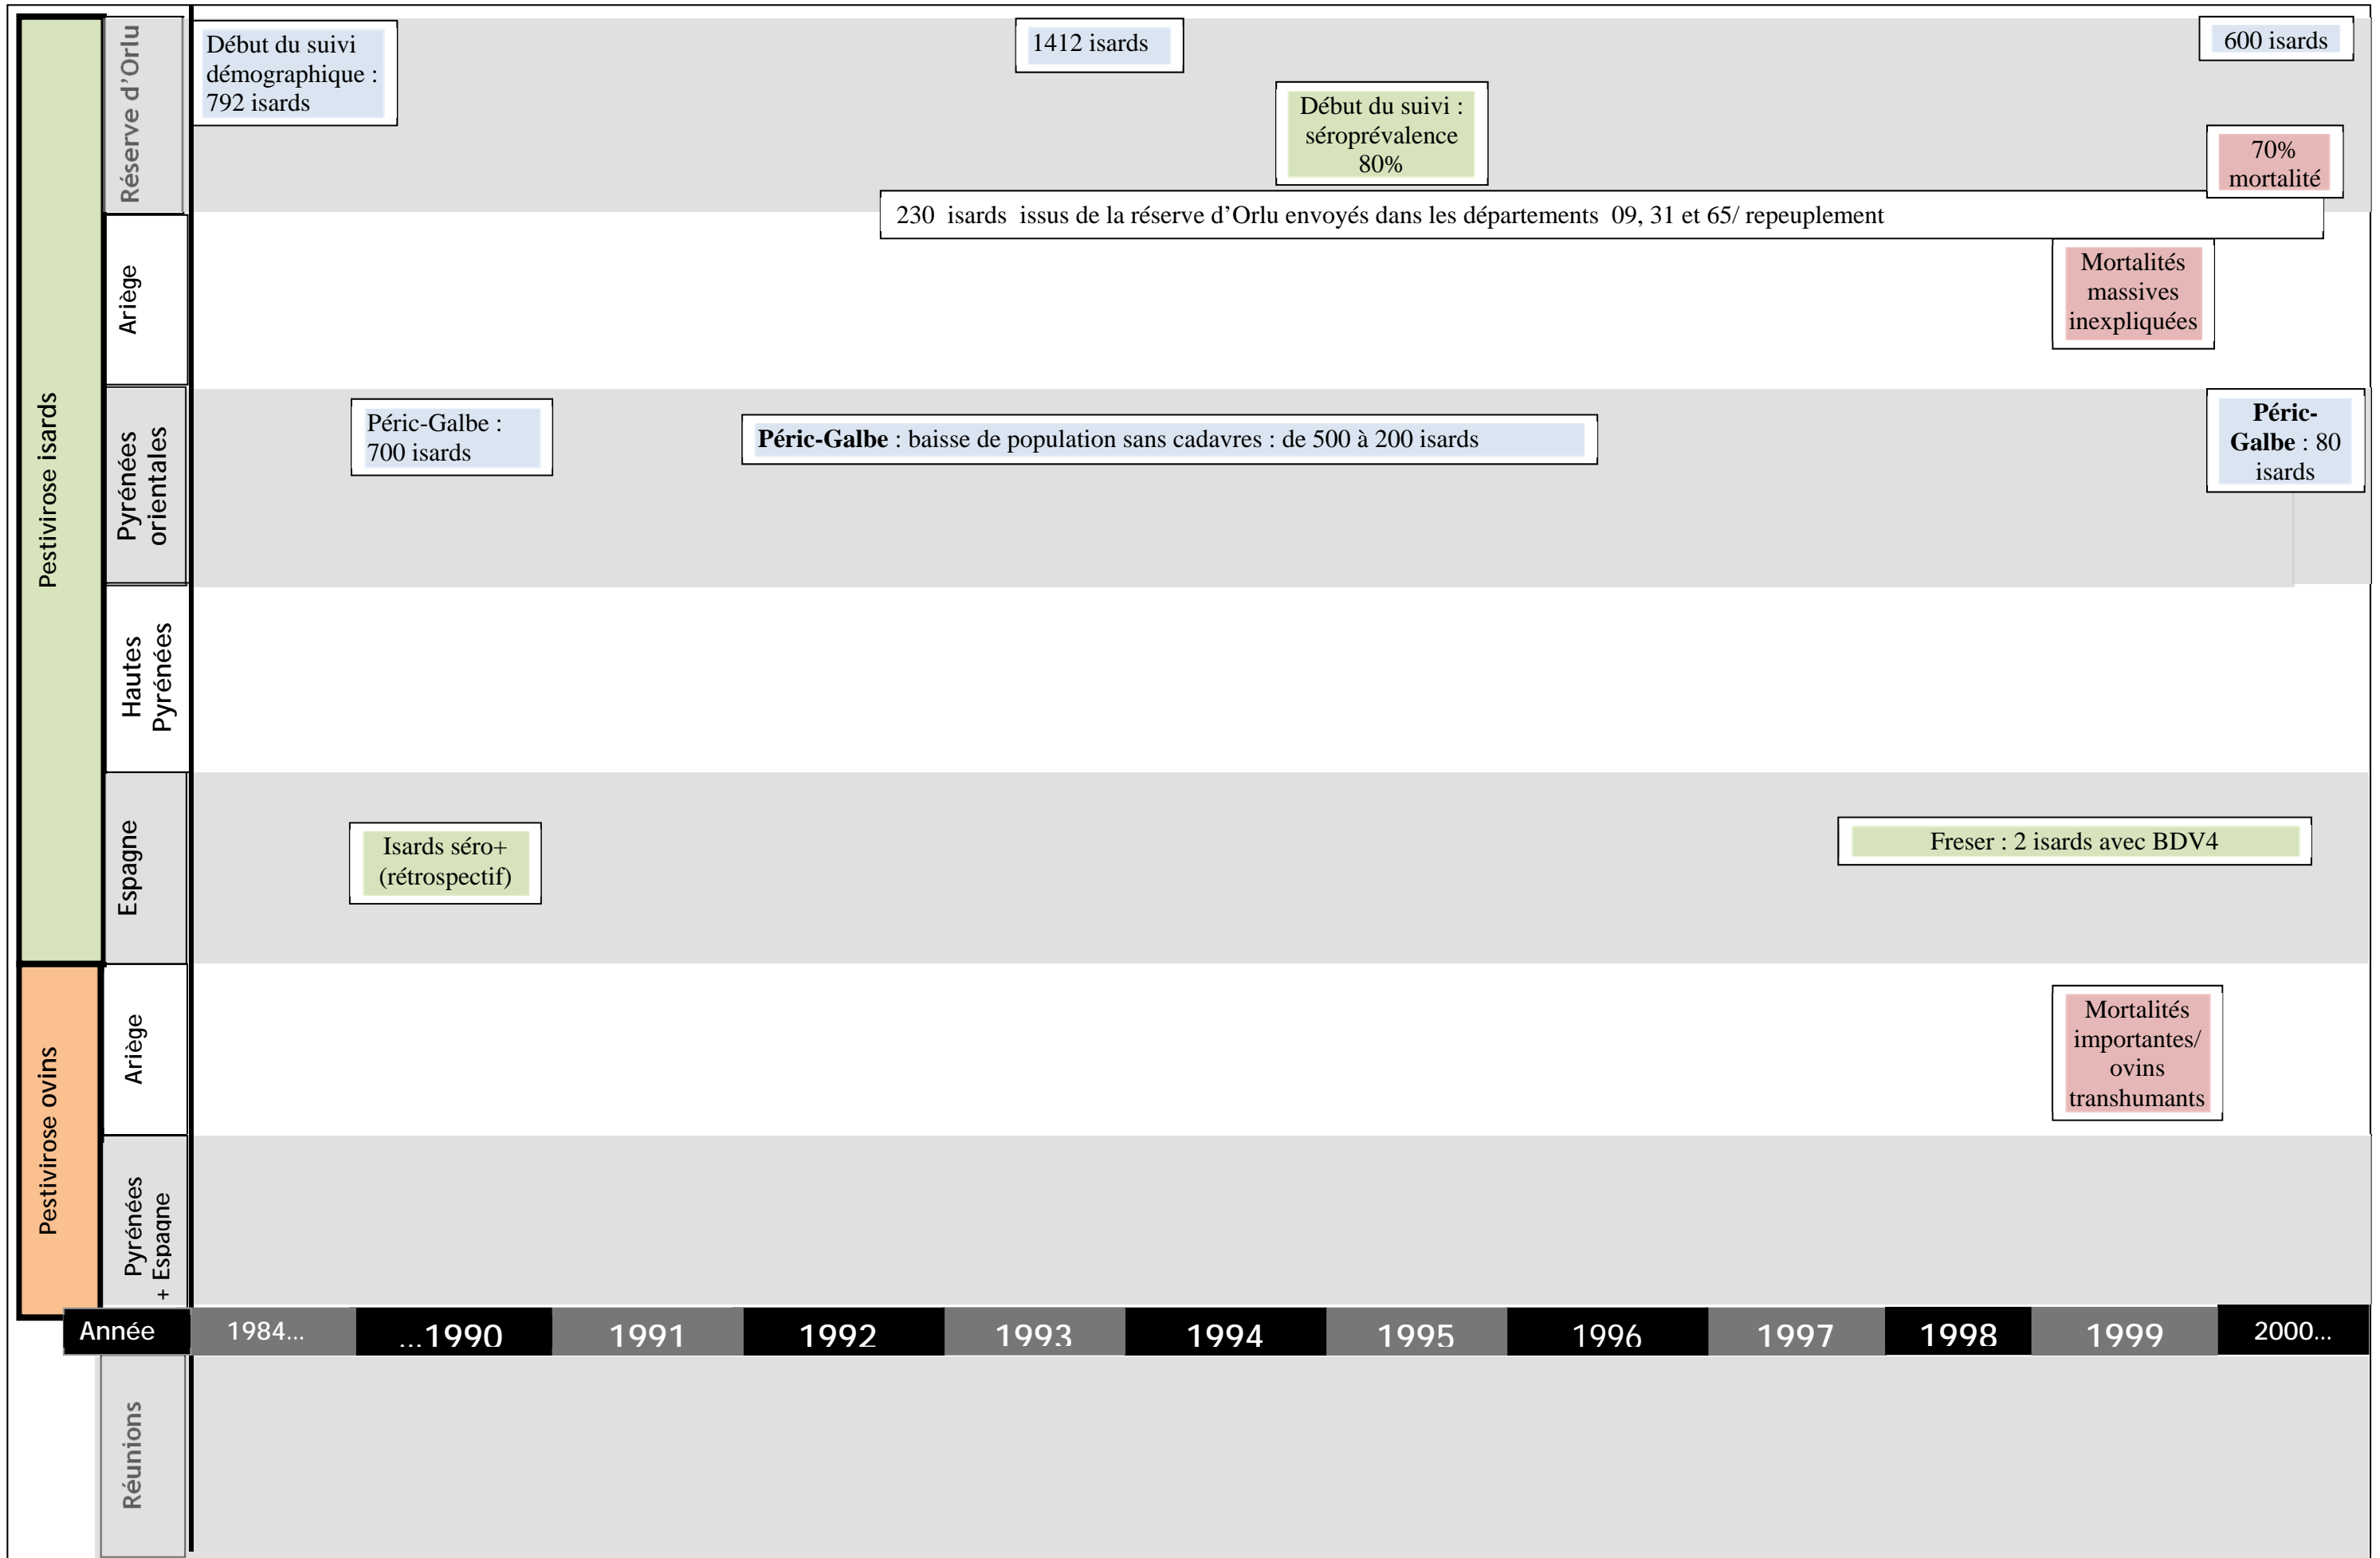 Pestivirose isards
Réserve d'Orlu
Début du suivi
démographique :
792 isards
1412 isards
600 isards
Début du suivi :
séroprévalence
80%
70%
mortalité
230 isards issus de la réserve d'Orlu envoyés dans les départements 09, 31 et 65/ repeuplement
Ariège
Mortalités
massives
inexpliquées
Pyrénées
orientales
Péric-Galbe :
700 isards
Péric-Galbe : baisse de population sans cadavres : de 500 à 200 isards
Péric-
Galbe : 80
isards
Hautes
Pyrénées
Espagne
Isards séro+
(rétrospectif)
Freser : 2 isards avec BDV4
Pestivirose ovins
Ariège
Mortalités
importantes/
ovins
transhumants
Pyrénées
+ Espagne
Année
1984...
...1990
1991
1992
1993
1994
1995
1996
1997
1998
1999
2000...
Réunions